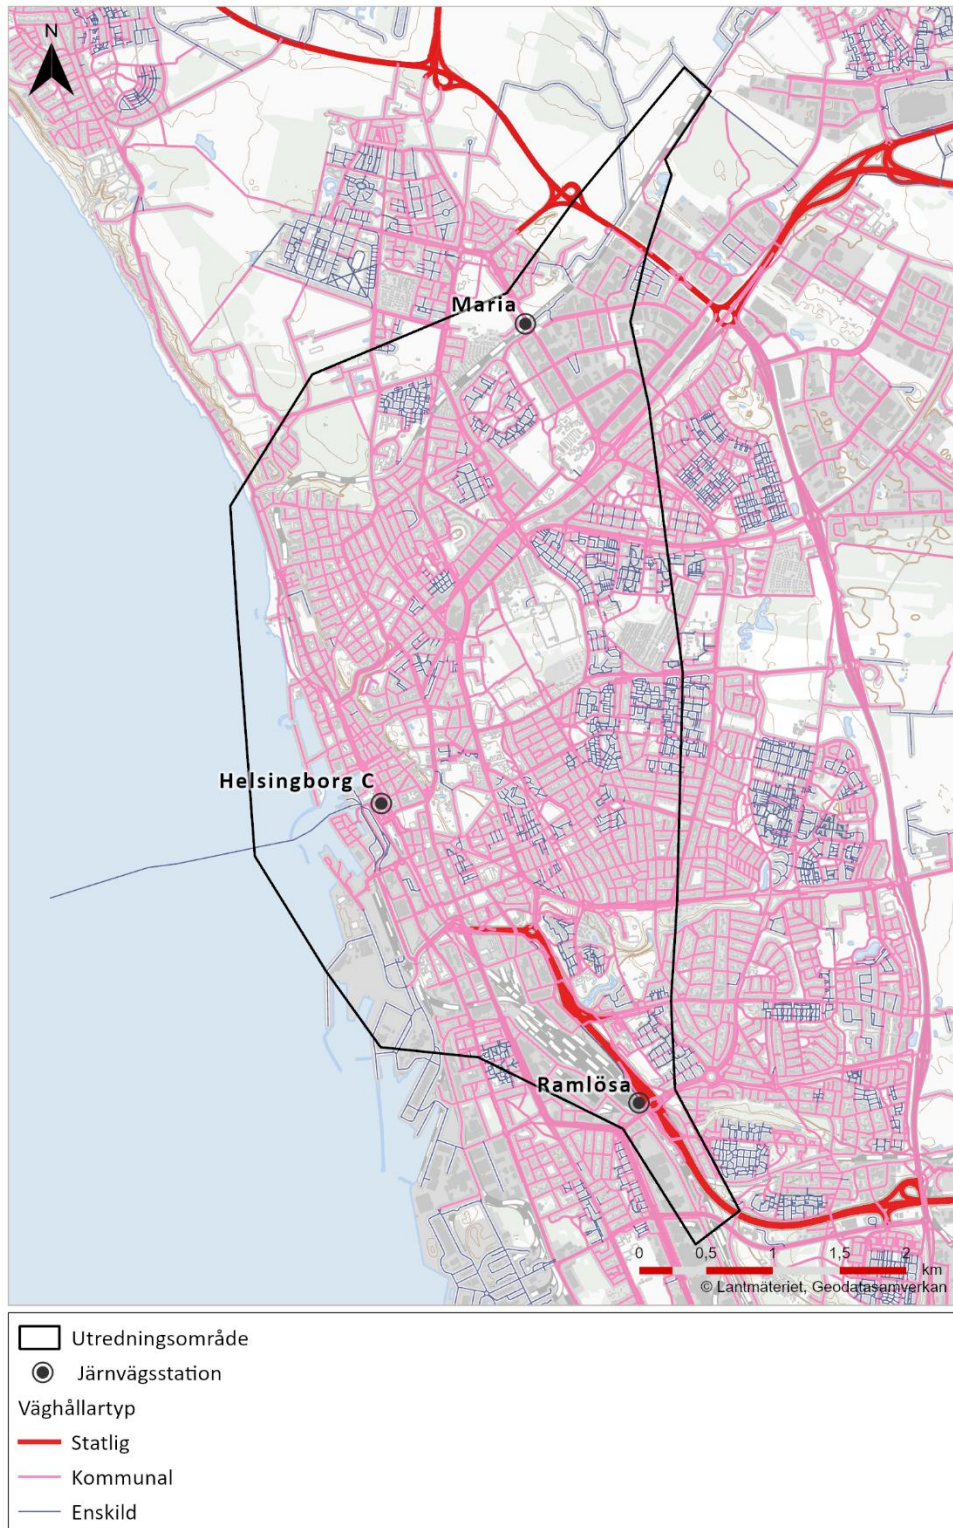 N
Maria
Helsingborg C
Ramlösa
0 0,5 1 1,5 2
km
© Lantmäteriet, Geodatasamverkan
Utredningsområde
Järnvägsstation
Väghållartyp
Statlig
Kommunal
Enskild